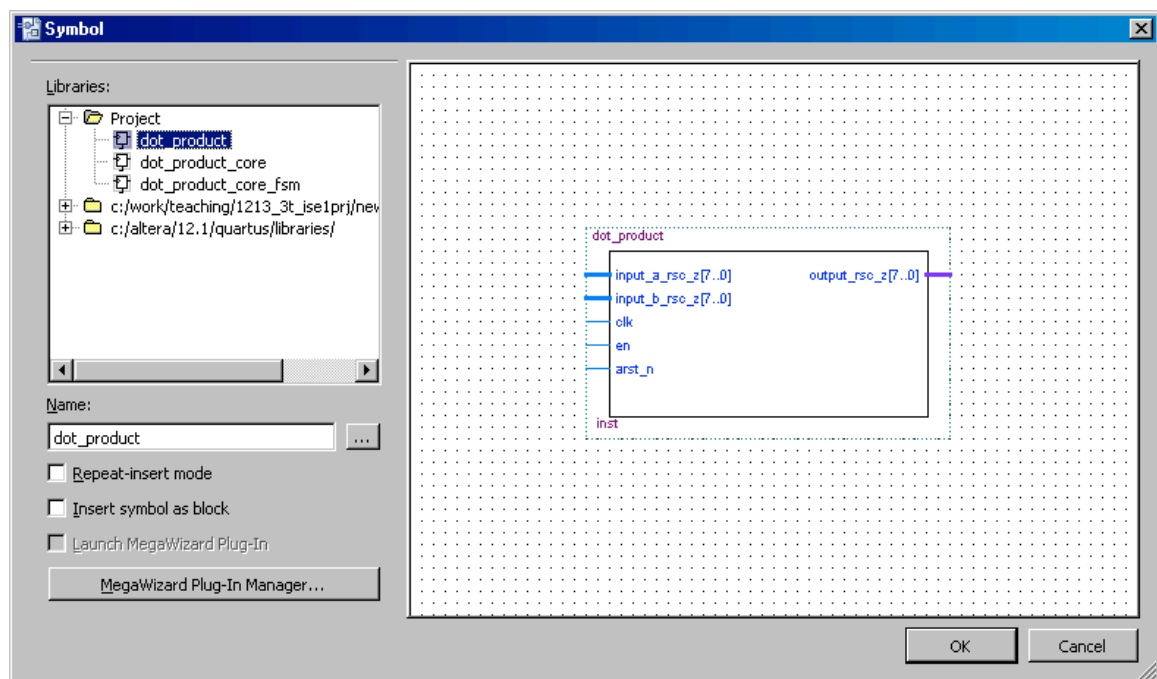 Symbol
Libraries:
Project
dot_product
dot_product_core
dot_product_core_fsm
c:/work/teaching/1213_3t_ise1prj/new
c:/altera/12.1/quartus/libraries/
Name:
dot_product
...
Repeat-insert mode
Insert symbol as block
Launch MegaWizard Plug-In
MegaWizard Plug-In Manager...
dot_product
input_a_rsc_z[7..0] output_rsc_z[7..0]
input_b_rsc_z[7..0]
clk
en
arst_n
inst
OK Cancel